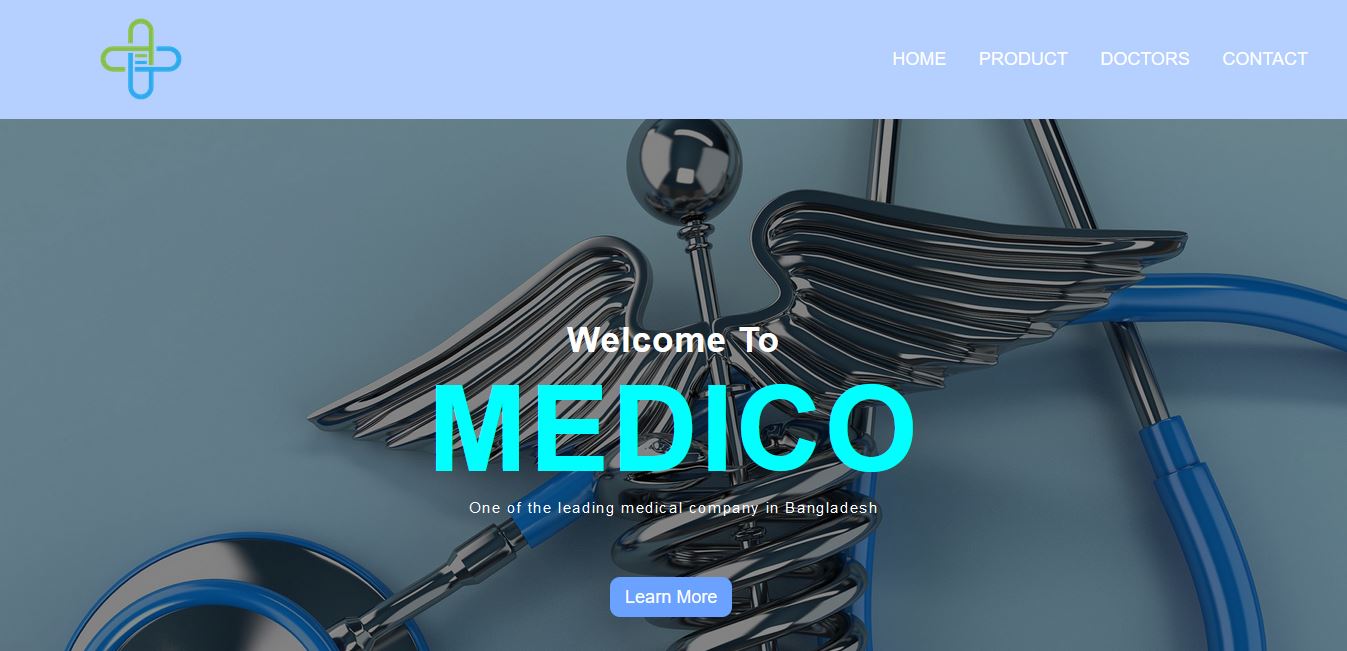 HOME PRODUCT DOCTORS CONTACT
Welcome To
MEDICO
One of the leading medical company in Bangladesh
Learn More